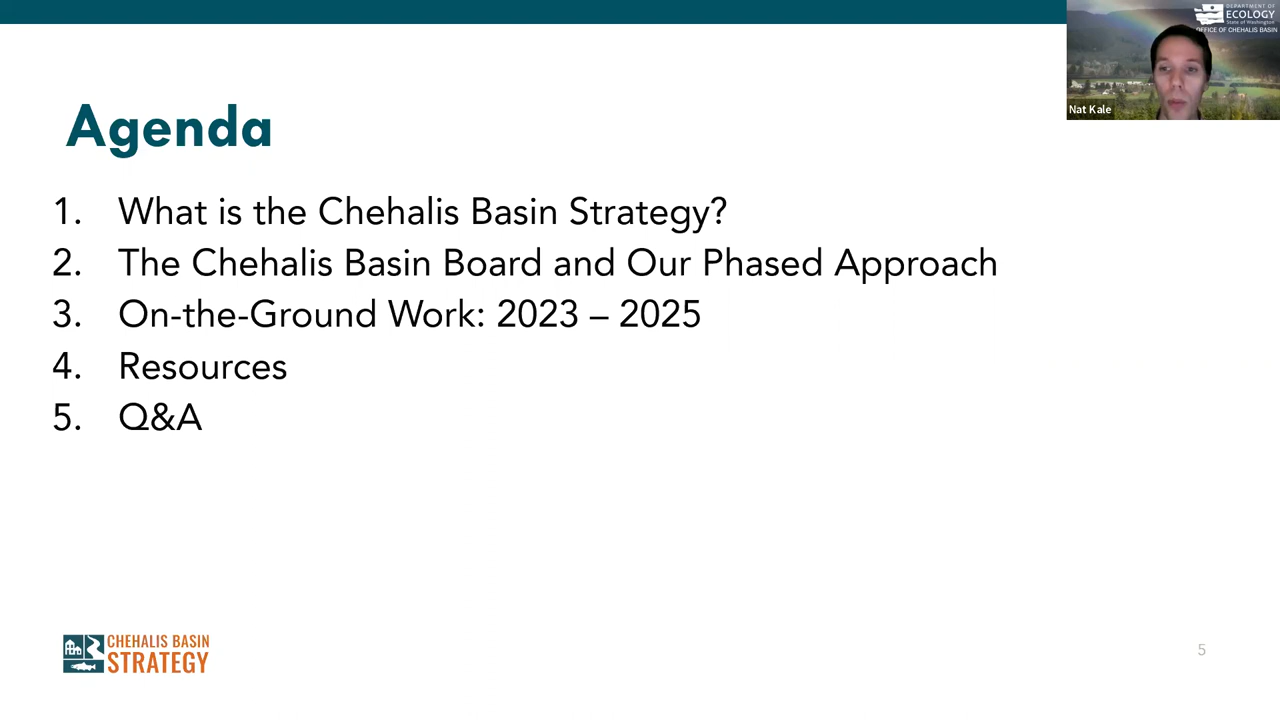 DEPARTMENT OF
ECOLOGY
State of Washington
OFFICE OF CHEHALIS BASIN
Nat Kale
Agenda
1. What is the Chehalis Basin Strategy?
2. The Chehalis Basin Board and Our Phased Approach
3. On-the-Ground Work: 2023 – 2025
4. Resources
5. Q&A
CHEHALIS BASIN
STRATEGY
5